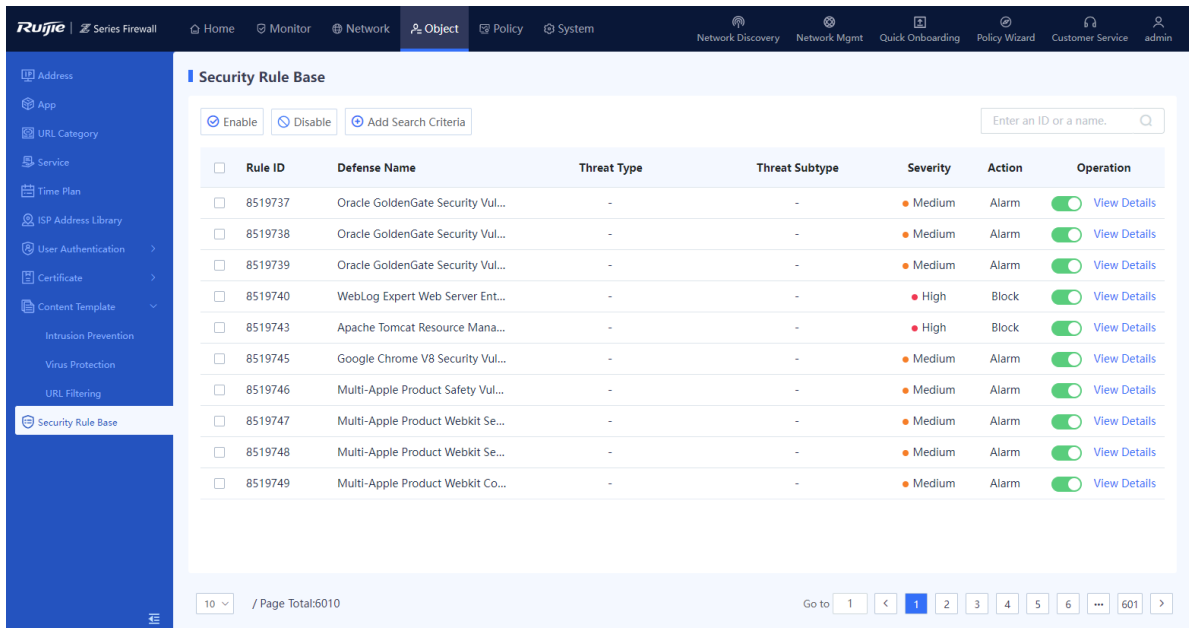 Ruijie | Z Series Firewall Home Monitor Network Object Policy System Network Discovery Network Mgmt Quick Onboarding Policy Wizard Customer Service admin
Address
App
URL Category
Service
Time Plan
ISP Address Library
User Authentication
Certificate
Content Template
Intrusion Prevention
Virus Protection
URL Filtering
Security Rule Base
Security Rule Base
Enable Disable Add Search Criteria Enter an ID or a name.
Rule ID Defense Name Threat Type Threat Subtype Severity Action Operation
8519737 Oracle GoldenGate Security Vul... - - Medium Alarm View Details
8519738 Oracle GoldenGate Security Vul... - - Medium Alarm View Details
8519739 Oracle GoldenGate Security Vul... - - Medium Alarm View Details
8519740 WebLog Expert Web Server Ent... - - High Block View Details
8519743 Apache Tomcat Resource Mana... - - High Block View Details
8519745 Google Chrome V8 Security Vul... - - Medium Alarm View Details
8519746 Multi-Apple Product Safety Vul... - - Medium Alarm View Details
8519747 Multi-Apple Product Webkit Se... - - Medium Alarm View Details
8519748 Multi-Apple Product Webkit Se... - - Medium Alarm View Details
8519749 Multi-Apple Product Webkit Co... - - Medium Alarm View Details
10 / Page Total:6010 Go to 1 < 1 2 3 4 5 6 ... 601 >